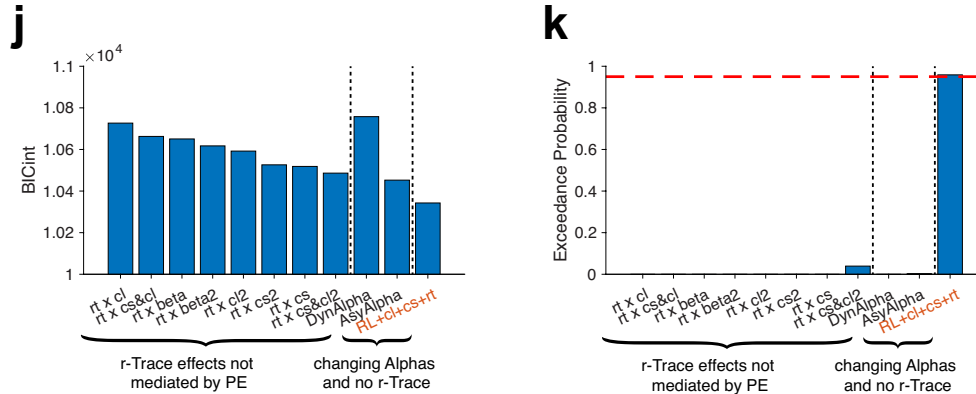 j
×10⁴
1.1
1.08
1.06
1.04
1.02
1
BICint
rt x cl
rt x cs&cl
rt x beta
rt x beta2
rt x cl2
rt x cs2
rt x cs
rt x cs&cl2
DynAlpha
AsyAlpha
RL+cl+cs+rt
r-Trace effects not
mediated by PE
changing Alphas
and no r-Trace
k
1
0.8
0.6
0.4
0.2
0
Exceedance Probability
rt x cl
rt x cs&cl
rt x beta
rt x beta2
rt x cl2
rt x cs2
rt x cs
rt x cs&cl2
DynAlpha
AsyAlpha
RL+cl+cs+rt
r-Trace effects not
mediated by PE
changing Alphas
and no r-Trace